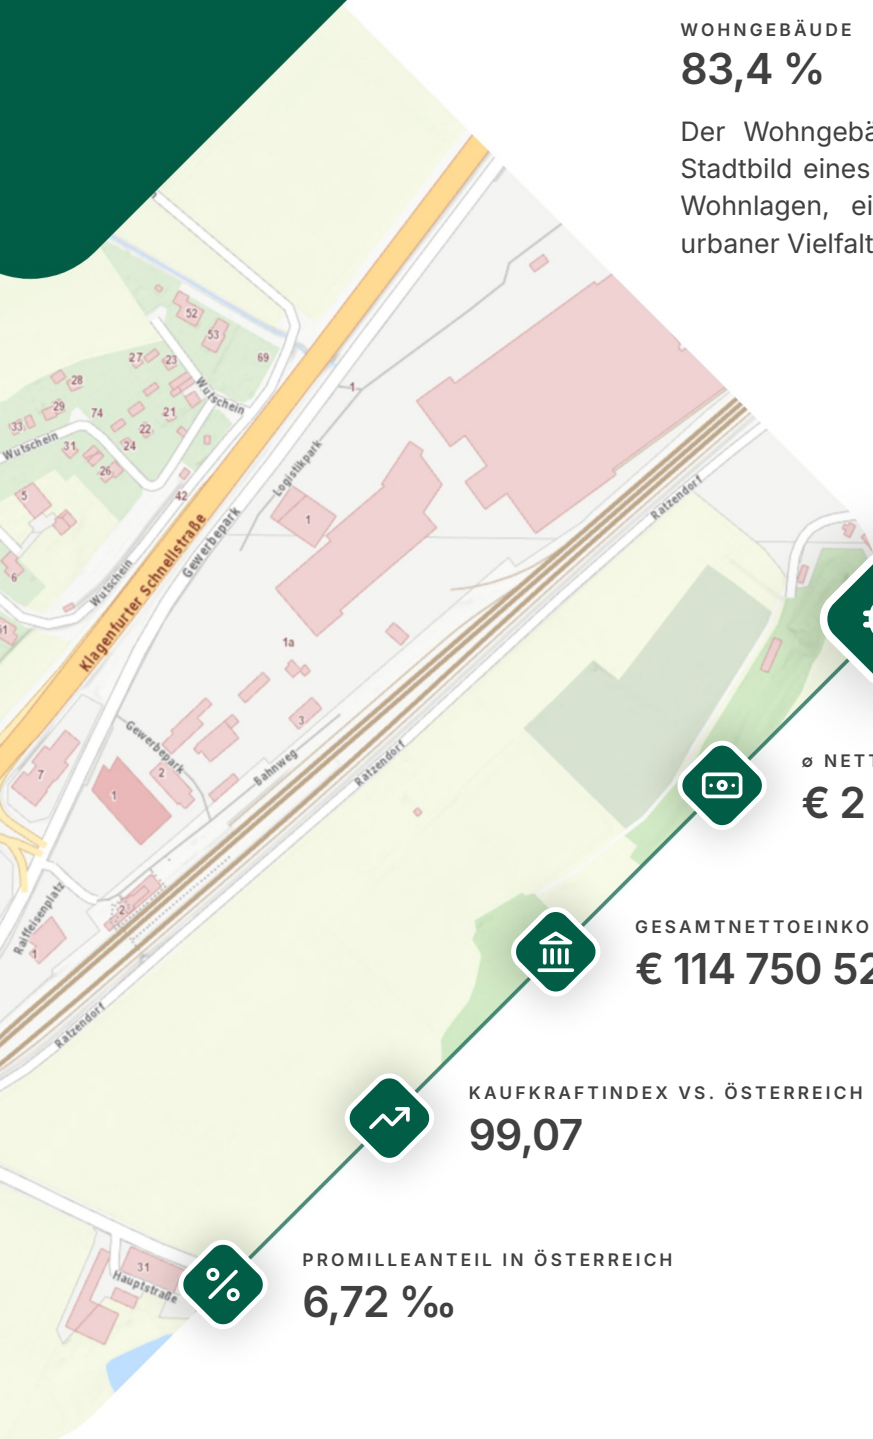 WOHNGEBÄUDE
83,4 %
Der Wohngebä
Stadtbild eines
Wohnlagen, ei
urbaner Vielfalt
52
53
27
23
69
28
Wutschein
1
29
74
21
33
22
Wutschein
31
24
26
Logistikpark
42
5
Ratzendorf
1
Klagenfurter Schnellstraße
Gewerbepark
6
Wutschein
51
1a
3
Gewerbepark
7
2
Bahnweg
Ratzendorf
1
ø NETT
€ 2
Raiffeisenplatz
2
1
GESAMTNETTOEINKO
€ 114 750 52
Ratzendorf
KAUFKRAFTINDEX VS. ÖSTERREICH
99,07
31
Hauptstraße
PROMILLEANTEIL IN ÖSTERREICH
6,72 ‰